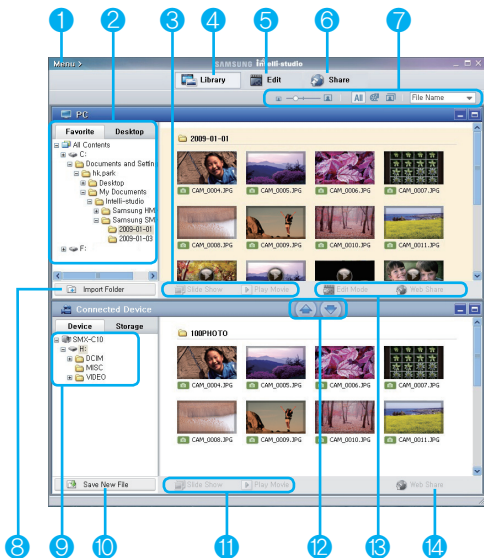 1 2 3 4 5 6 7
Menu > SAMSUNG intelli-studio
Library Edit Share
All File Name
PC
Favorite Desktop
All Contents
C:
Documents and Setting
hk,park
Desktop
My Documents
Intelli-studio
Samsung HM
Samsung SM
2009-01-01
2009-01-03
F:
Import Folder
2009-01-01
CAM_0004.JPG CAM_0005.JPG CAM_0006.JPG CAM_0007.JPG
CAM_0008.JPG CAM_0009.JPG CAM_0010.JPG CAM_0011.JPG
Slide Show Play Movie Edit Mode Web Share
Connected Device
Device Storage
SMX-C10
H:
DCIM
MISC
VIDEO
Save New File
100PHOTO
CAM_0004.JPG CAM_0005.JPG CAM_0006.JPG CAM_0007.JPG
CAM_0008.JPG CAM_0009.JPG CAM_0010.JPG CAM_0011.JPG
Slide Show Play Movie Web Share
8 9 10 11 12 13 14